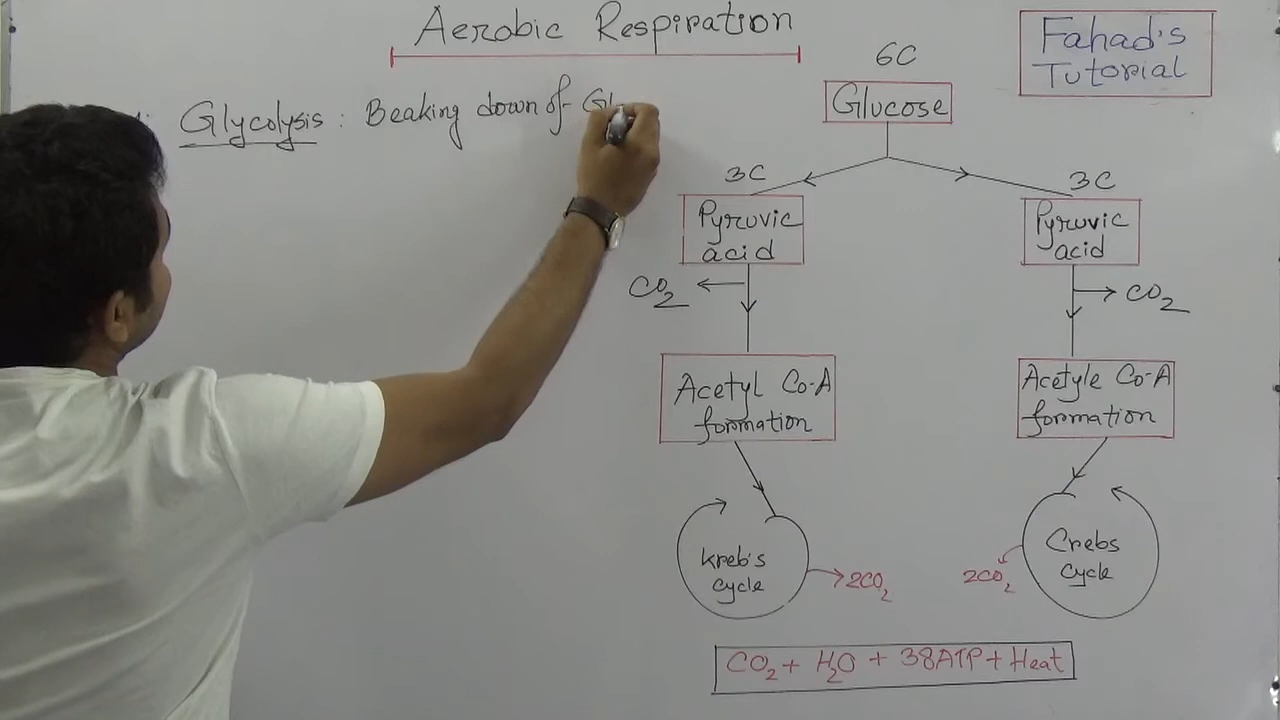 Aerobic Respiration
Fahad's
Tutorial
Glycolysis : Beaking down of
6C
Glucose
3C
3C
Pyruvic
acid
Pyruvic
acid
CO2
CO2
Acetyl Co-A
formation
Acetyle Co-A
formation
Kreb's
cycle
2CO2
Crebs
Cycle
2CO2
CO2 + H2O + 38ATP + Heat